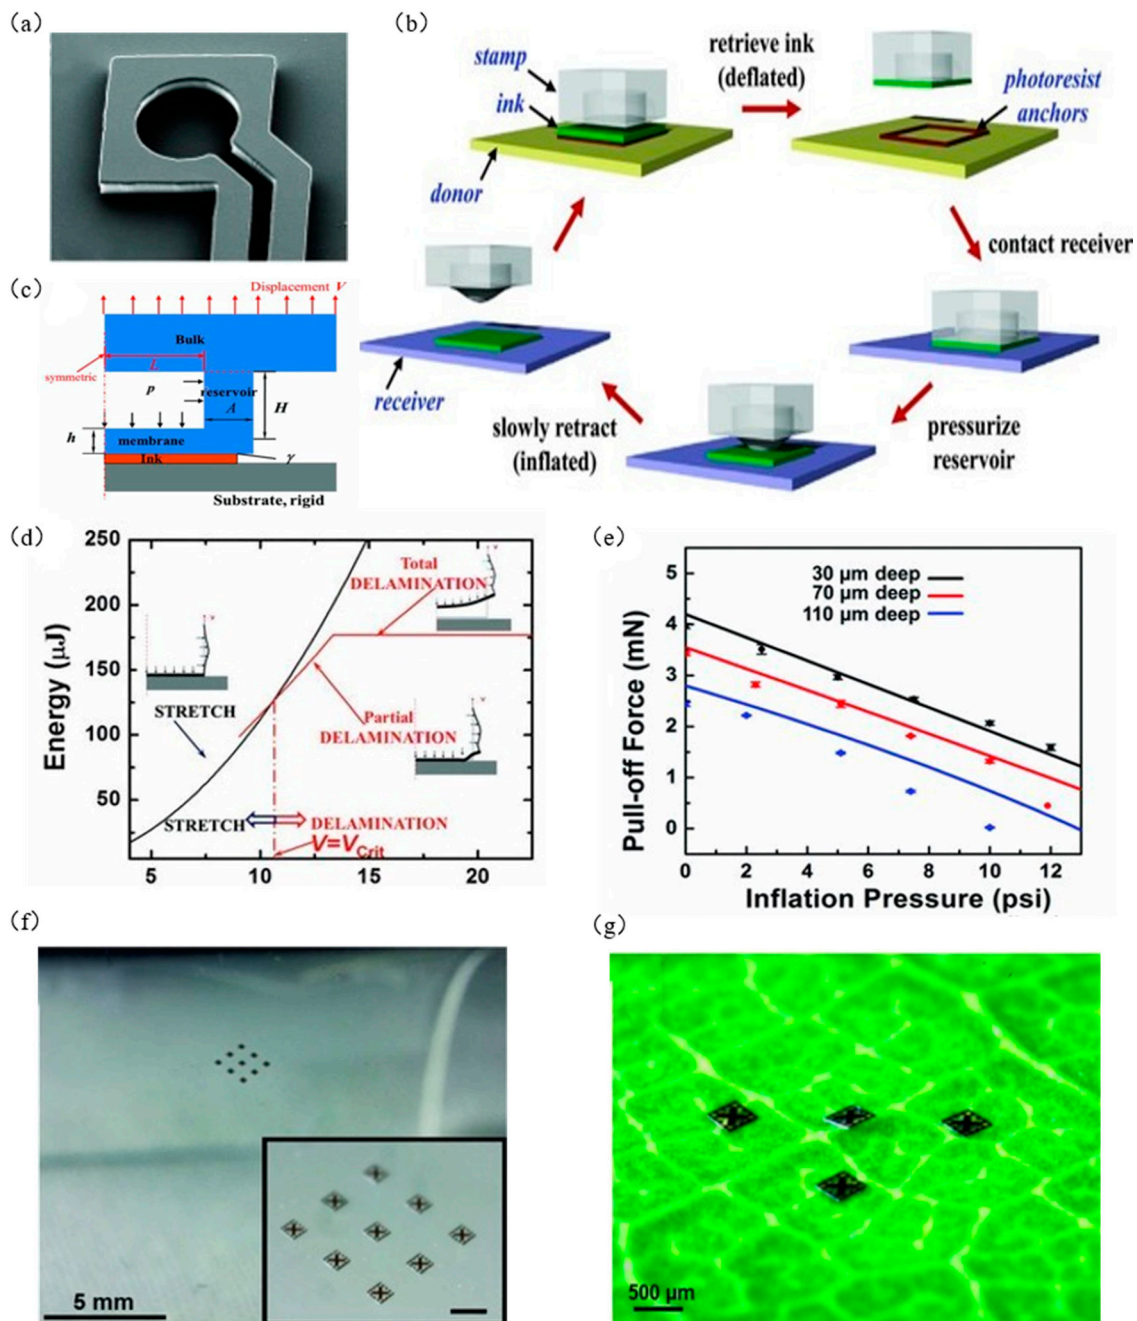 (a)
(b)
stamp
ink
donor
retrieve ink
(deflated)
photoresist
anchors
contact receiver
pressurize
reservoir
slowly retract
(inflated)
receiver
(c)
Displacement V
Bulk
L
symmetric
p
reservoir
A
H
h
membrane
Ink
γ
Substrate, rigid
(d)
Energy (μJ)
250
200
150
100
50
5
10
15
20
Total
DELAMINATION
STRETCH
Partial
DELAMINATION
STRETCH
DELAMINATION
V=VCrit
(e)
Pull-off Force (mN)
5
4
3
2
1
0
30 μm deep
70 μm deep
110 μm deep
0
2
4
6
8
10
12
Inflation Pressure (psi)
(f)
5 mm
(g)
500 μm